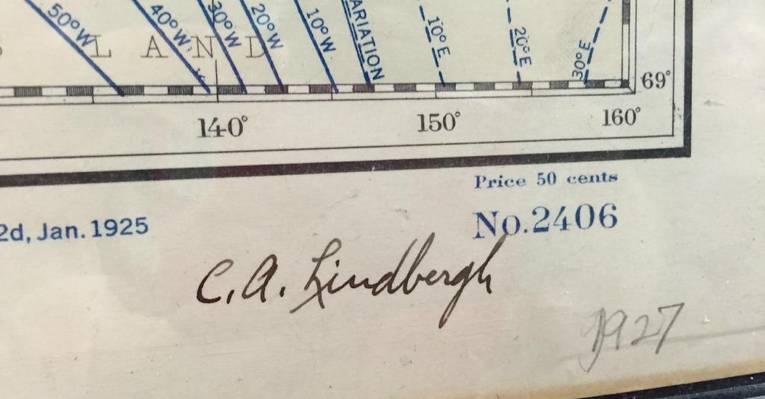 50°W 40°W 30°W 20°W 10°W VARIATION 10°E 20°E 30°E
L A N D
69°
140° 150° 160°
Price 50 cents
2d, Jan. 1925 No. 2406
C. A. Lindbergh
1927